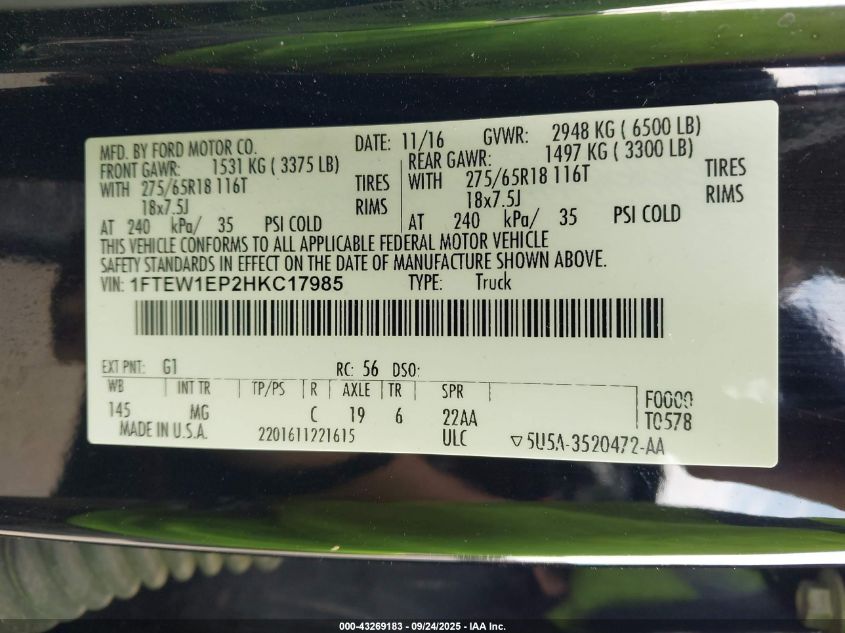 MFD. BY FORD MOTOR CO. DATE: 11/16 GVWR: 2948 KG ( 6500 LB)
FRONT GAWR: 1531 KG ( 3375 LB) REAR GAWR: 1497 KG ( 3300 LB)
WITH 275/65R18 116T TIRES WITH 275/65R18 116T TIRES
18x7.5J RIMS 18x7.5J RIMS
AT 240 kPa/ 35 PSI COLD AT 240 kPa/ 35 PSI COLD
THIS VEHICLE CONFORMS TO ALL APPLICABLE FEDERAL MOTOR VEHICLE
SAFETY STANDARDS IN EFFECT ON THE DATE OF MANUFACTURE SHOWN ABOVE.
VIN: 1FTEW1EP2HKC17985 TYPE: Truck
EXT PNT: G1 RC: 56 DSO:
WB INT TR TP/PS R AXLE TR SPR F0000
145 MG C 19 6 22AA T0578
MADE IN U.S.A. 2201611221615 ULC ▽5U5A-3520472-AA
000-43269183 - 09/24/2025 - IAA Inc.